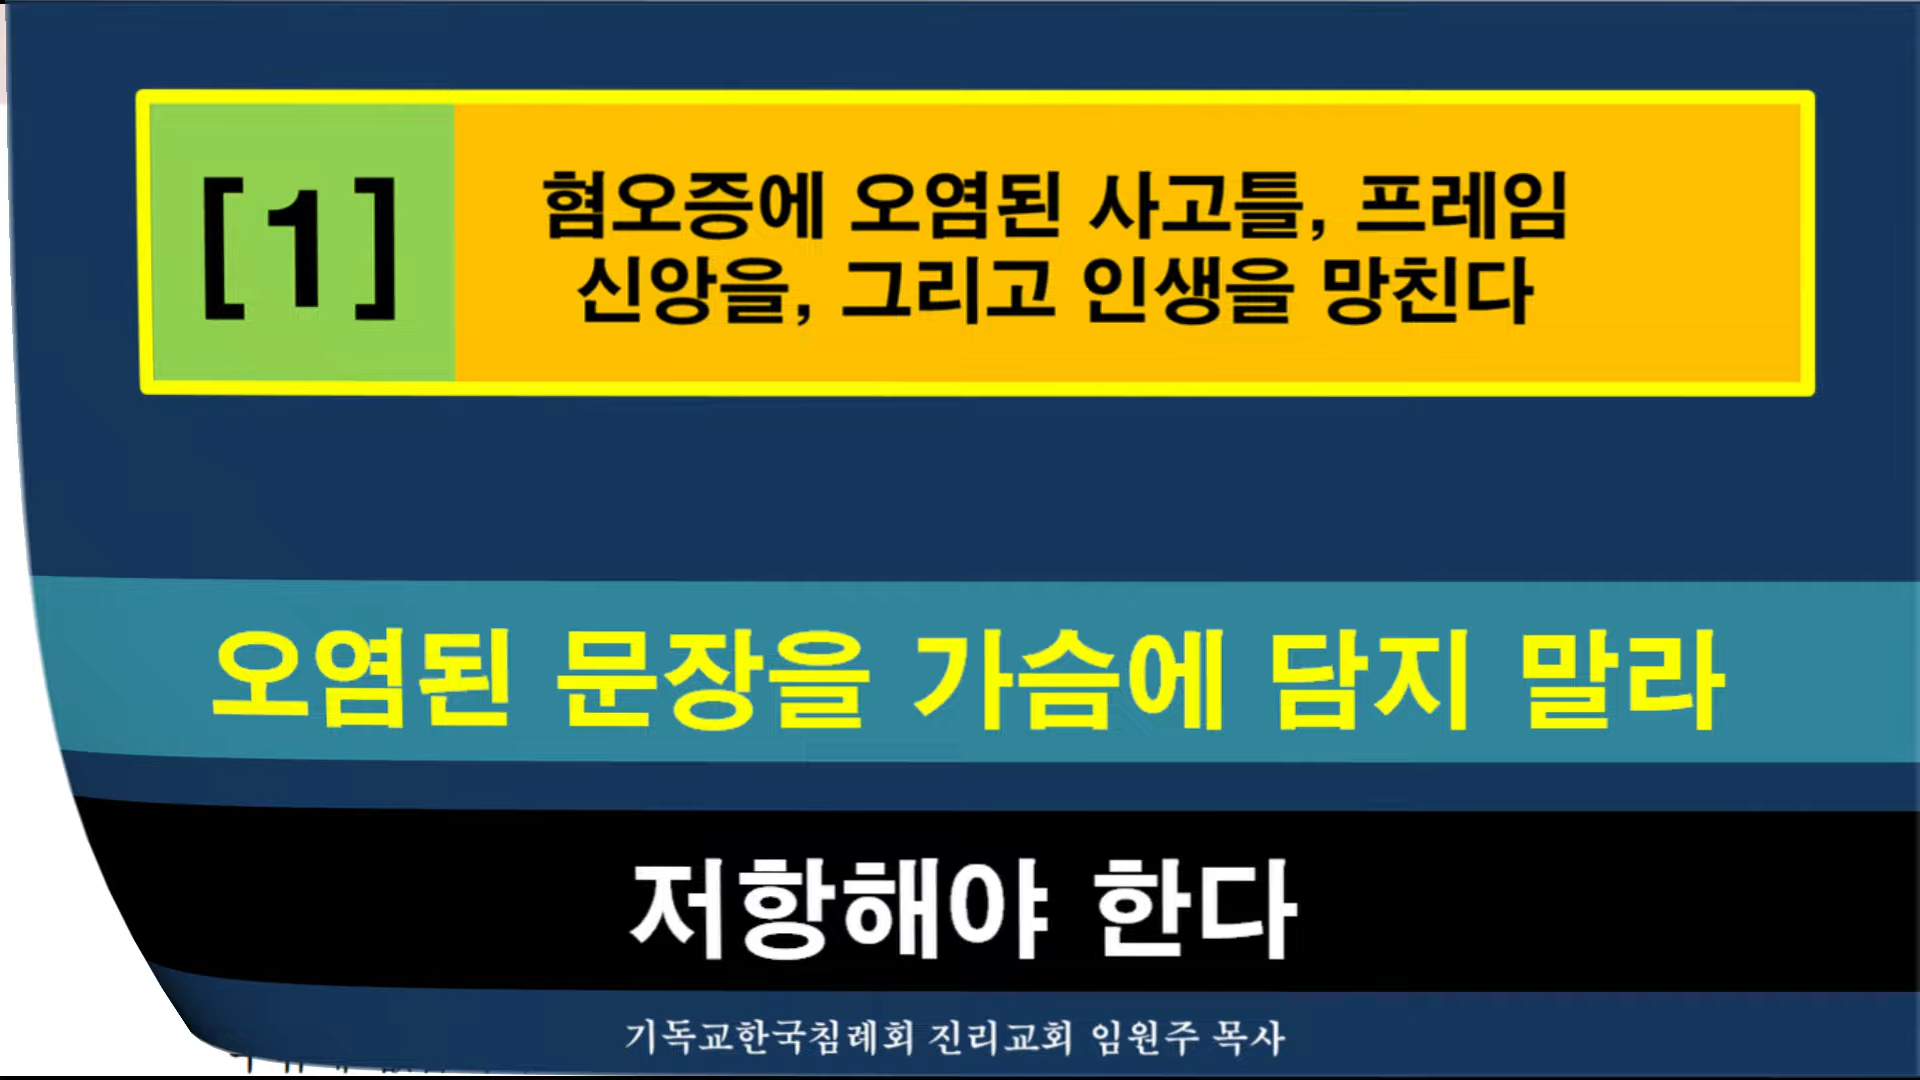 [1]
혐오증에 오염된 사고틀, 프레임
신앙을, 그리고 인생을 망친다
오염된 문장을 가슴에 담지 말라
저항해야 한다
기독교한국침례회 진리교회 임원주 목사